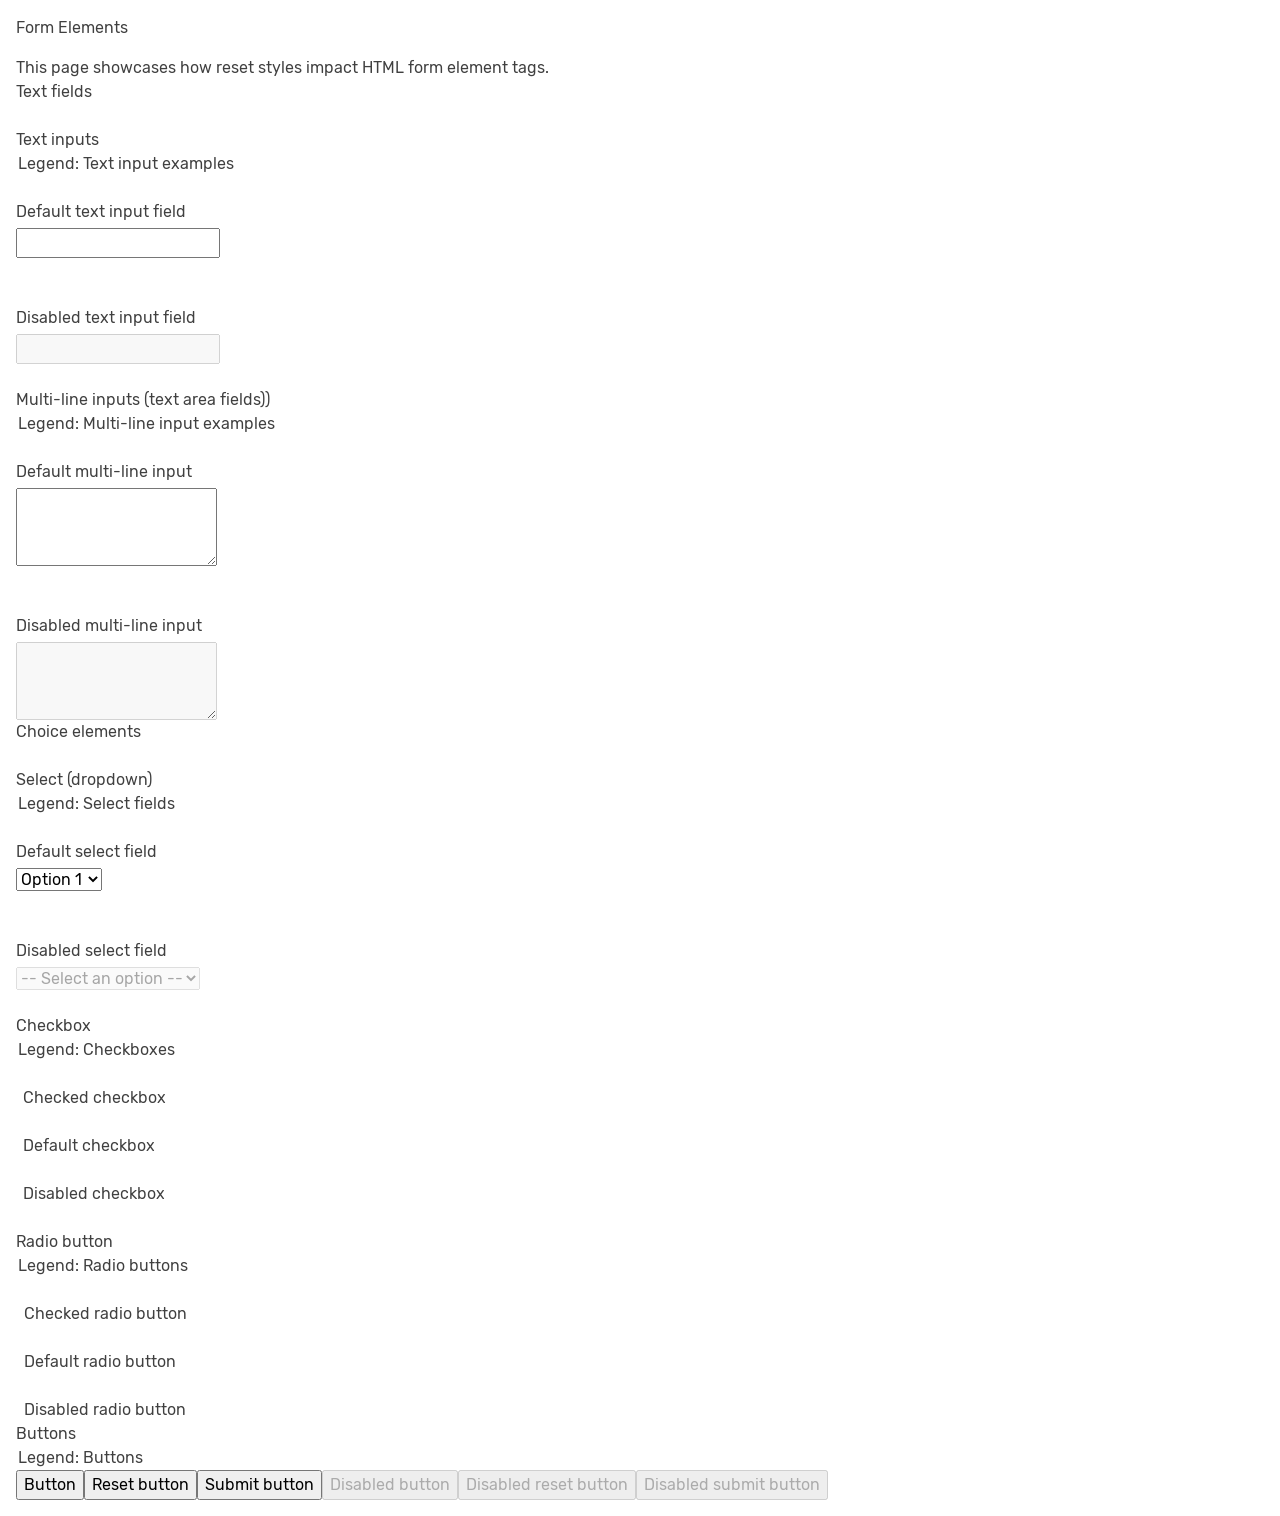 Form Elements
This page showcases how reset styles impact HTML form element tags.
Text fields
Text inputs
Legend: Text input examples
Default text input field
Disabled text input field
Multi-line inputs (text area fields))
Legend: Multi-line input examples
Default multi-line input
Disabled multi-line input
Choice elements
Select (dropdown)
Legend: Select fields
Default select field
Option 1
Disabled select field
-- Select an option --
Checkbox
Legend: Checkboxes
Checked checkbox
Default checkbox
Disabled checkbox
Radio button
Legend: Radio buttons
Checked radio button
Default radio button
Disabled radio button
Buttons
Legend: Buttons
Button Reset button Submit button Disabled button Disabled reset button Disabled submit button